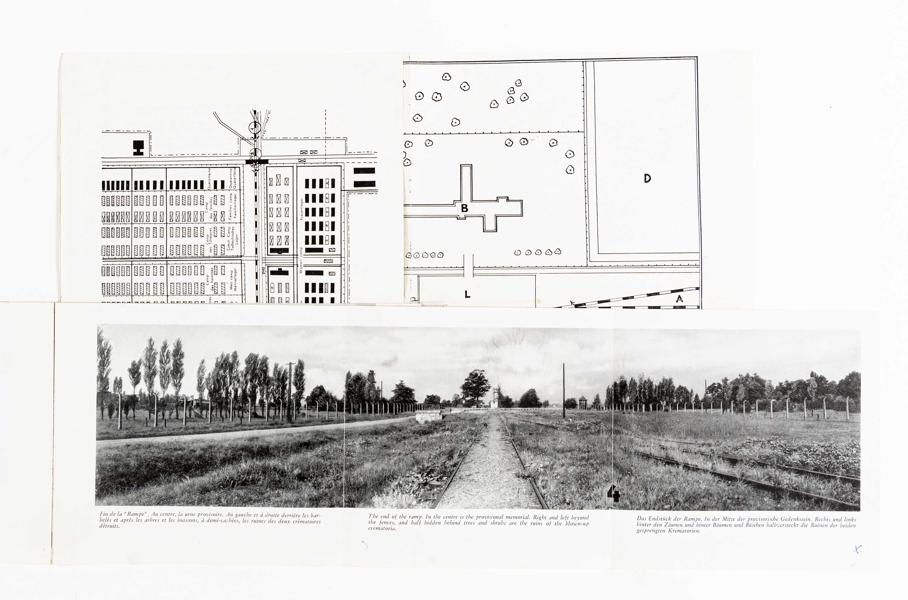 B
D
L
A
4
Fin de la "Rampe". Au centre, la urne provisoire. Au gauche et à droite derrière les bar-
belés et après les arbres et les buissons, à demi-cachées, les ruines des deux crématoires
détruits.
The end of the ramp. In the centre is the provisional memorial. Right and left beyond
the fences, and half hidden behind trees and shrubs are the ruins of the blown-up
crematoria.
Das Endstück der Rampe. In der Mitte der provisorische Gedenkstein. Rechts und links
hinter den Zäunen und hinter Bäumen und Büschen halbversteckt die Ruinen der beiden
gesprengten Krematorien.